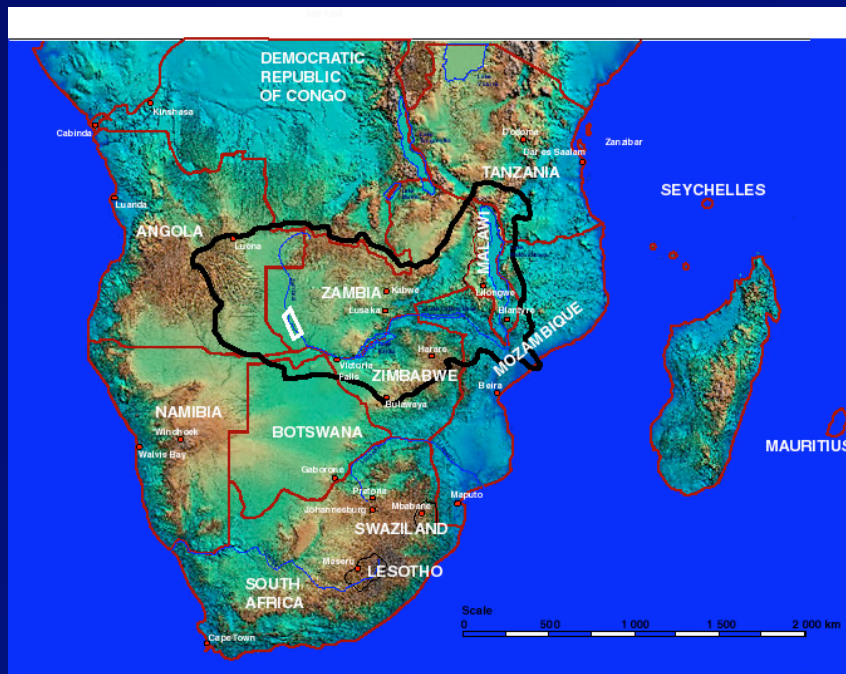 DEMOCRATIC
REPUBLIC
OF CONGO
Kinshasa
Cabinda
Dodoma
Dar es Saalam
Zanzibar
TANZANIA
SEYCHELLES
Luanda
ANGOLA
Luena
MALAWI
ZAMBIA
Kabwe
Lilongwe
Lusaka
Blantyre
MOZAMBIQUE
Harare
Victoria
Falls
ZIMBABWE
Beira
Bulawaya
NAMIBIA
Windhoek
BOTSWANA
Walvis Bay
MAURITIUS
Gaborone
Pretoria
Mbabane
Maputo
Johannesburg
SWAZILAND
Maseru
LESOTHO
SOUTH
AFRICA
Cape Town
Scale
0 500 1 000 1 500 2 000 km